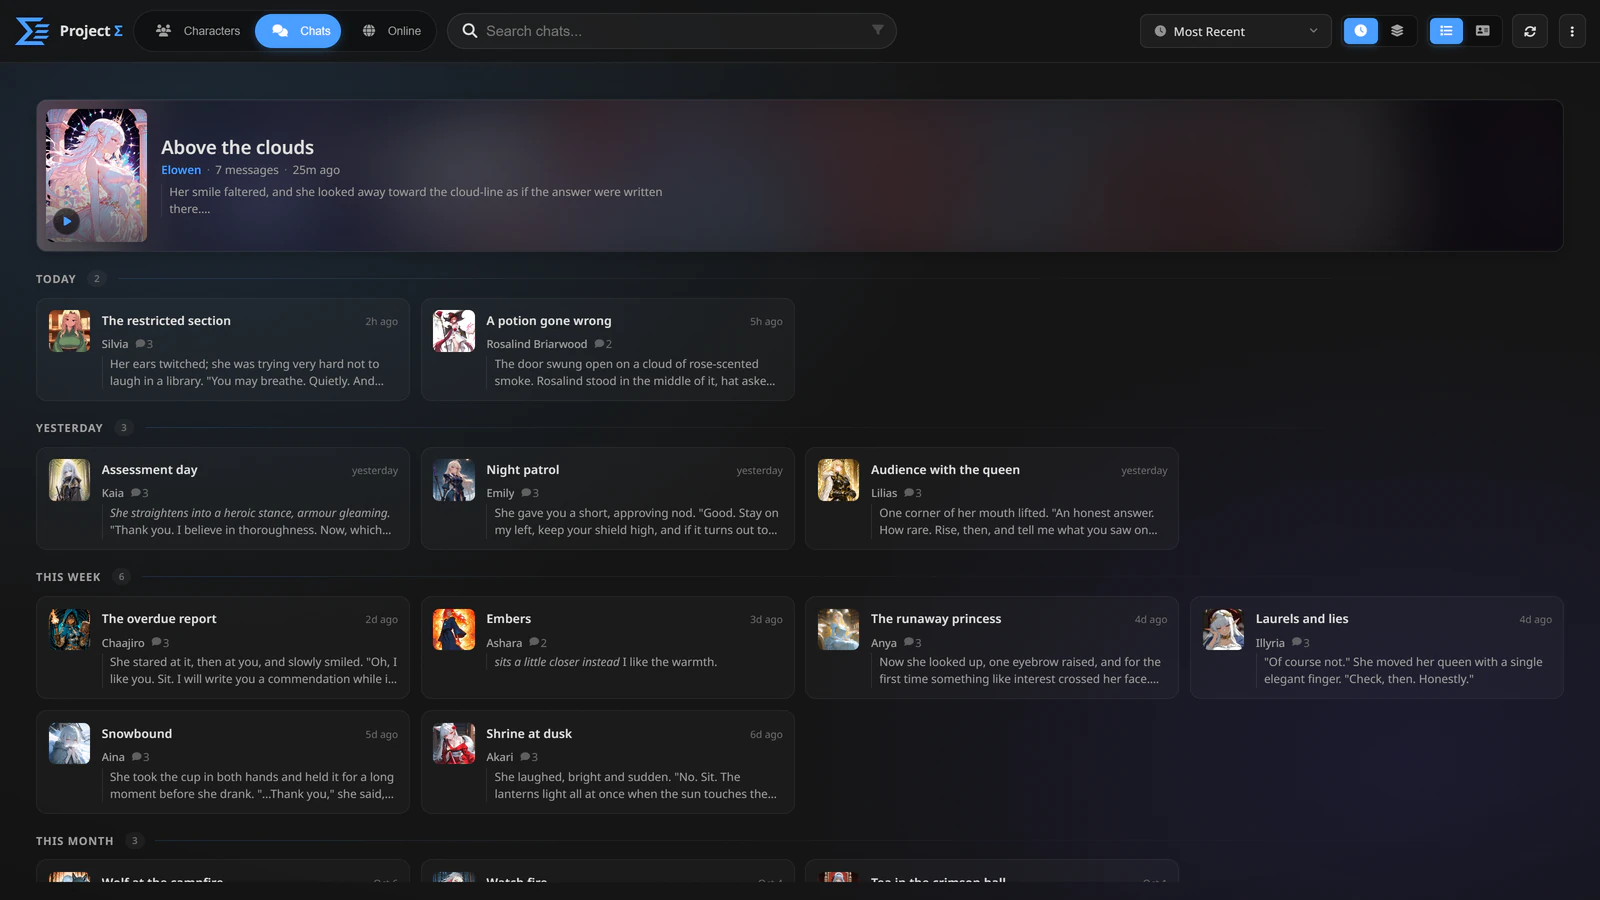 Project Σ
Characters
Chats
Online
Search chats...
Most Recent
Above the clouds
Elowen · 7 messages · 25m ago
Her smile faltered, and she looked away toward the cloud-line as if the answer were written
there....
TODAY 2
The restricted section 2h ago
Silvia 3
Her ears twitched; she was trying very hard not to
laugh in a library. "You may breathe. Quietly. And...
A potion gone wrong 5h ago
Rosalind Briarwood 2
The door swung open on a cloud of rose-scented
smoke. Rosalind stood in the middle of it, hat aske...
YESTERDAY 3
Assessment day yesterday
Kaia 3
She straightens into a heroic stance, armour gleaming.
"Thank you. I believe in thoroughness. Now, which...
Night patrol yesterday
Emily 3
She gave you a short, approving nod. "Good. Stay on
my left, keep your shield high, and if it turns out to...
Audience with the queen yesterday
Lilias 3
One corner of her mouth lifted. "An honest answer.
How rare. Rise, then, and tell me what you saw on...
THIS WEEK 6
The overdue report 2d ago
Chaajiro 3
She stared at it, then at you, and slowly smiled. "Oh, I
like you. Sit. I will write you a commendation while i...
Embers 3d ago
Ashara 2
sits a little closer instead I like the warmth.
The runaway princess 4d ago
Anya 3
Now she looked up, one eyebrow raised, and for the
first time something like interest crossed her face....
Laurels and lies 4d ago
Illyria 3
"Of course not." She moved her queen with a single
elegant finger. "Check, then. Honestly."
Snowbound 5d ago
Aina 3
She took the cup in both hands and held it for a long
moment before she drank. "...Thank you," she said,...
Shrine at dusk 6d ago
Akari 3
She laughed, bright and sudden. "No. Sit. The
lanterns light all at once when the sun touches the...
THIS MONTH 3
Wolf at the campfire
Watch fire
Tea in the crimson hall